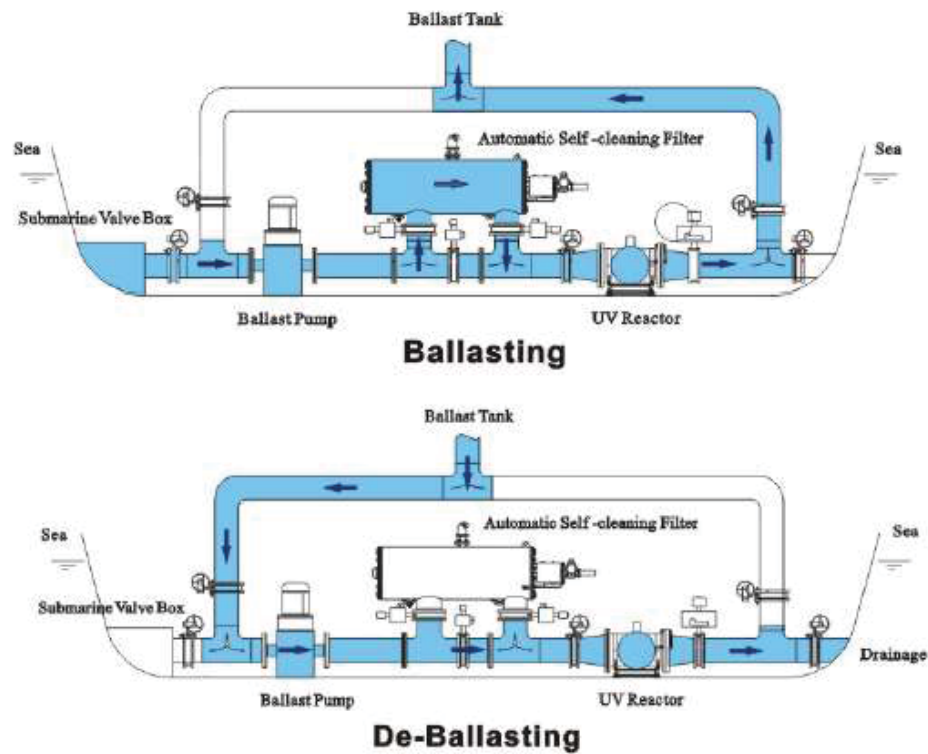 Ballast Tank
Automatic Self -cleaning Filter
Sea
Sea
Submarine Valve Box
Ballast Pump
UV Reactor
Ballasting
Ballast Tank
Automatic Self -cleaning Filter
Sea
Sea
Submarine Valve Box
Drainage
Ballast Pump
UV Reactor
De-Ballasting